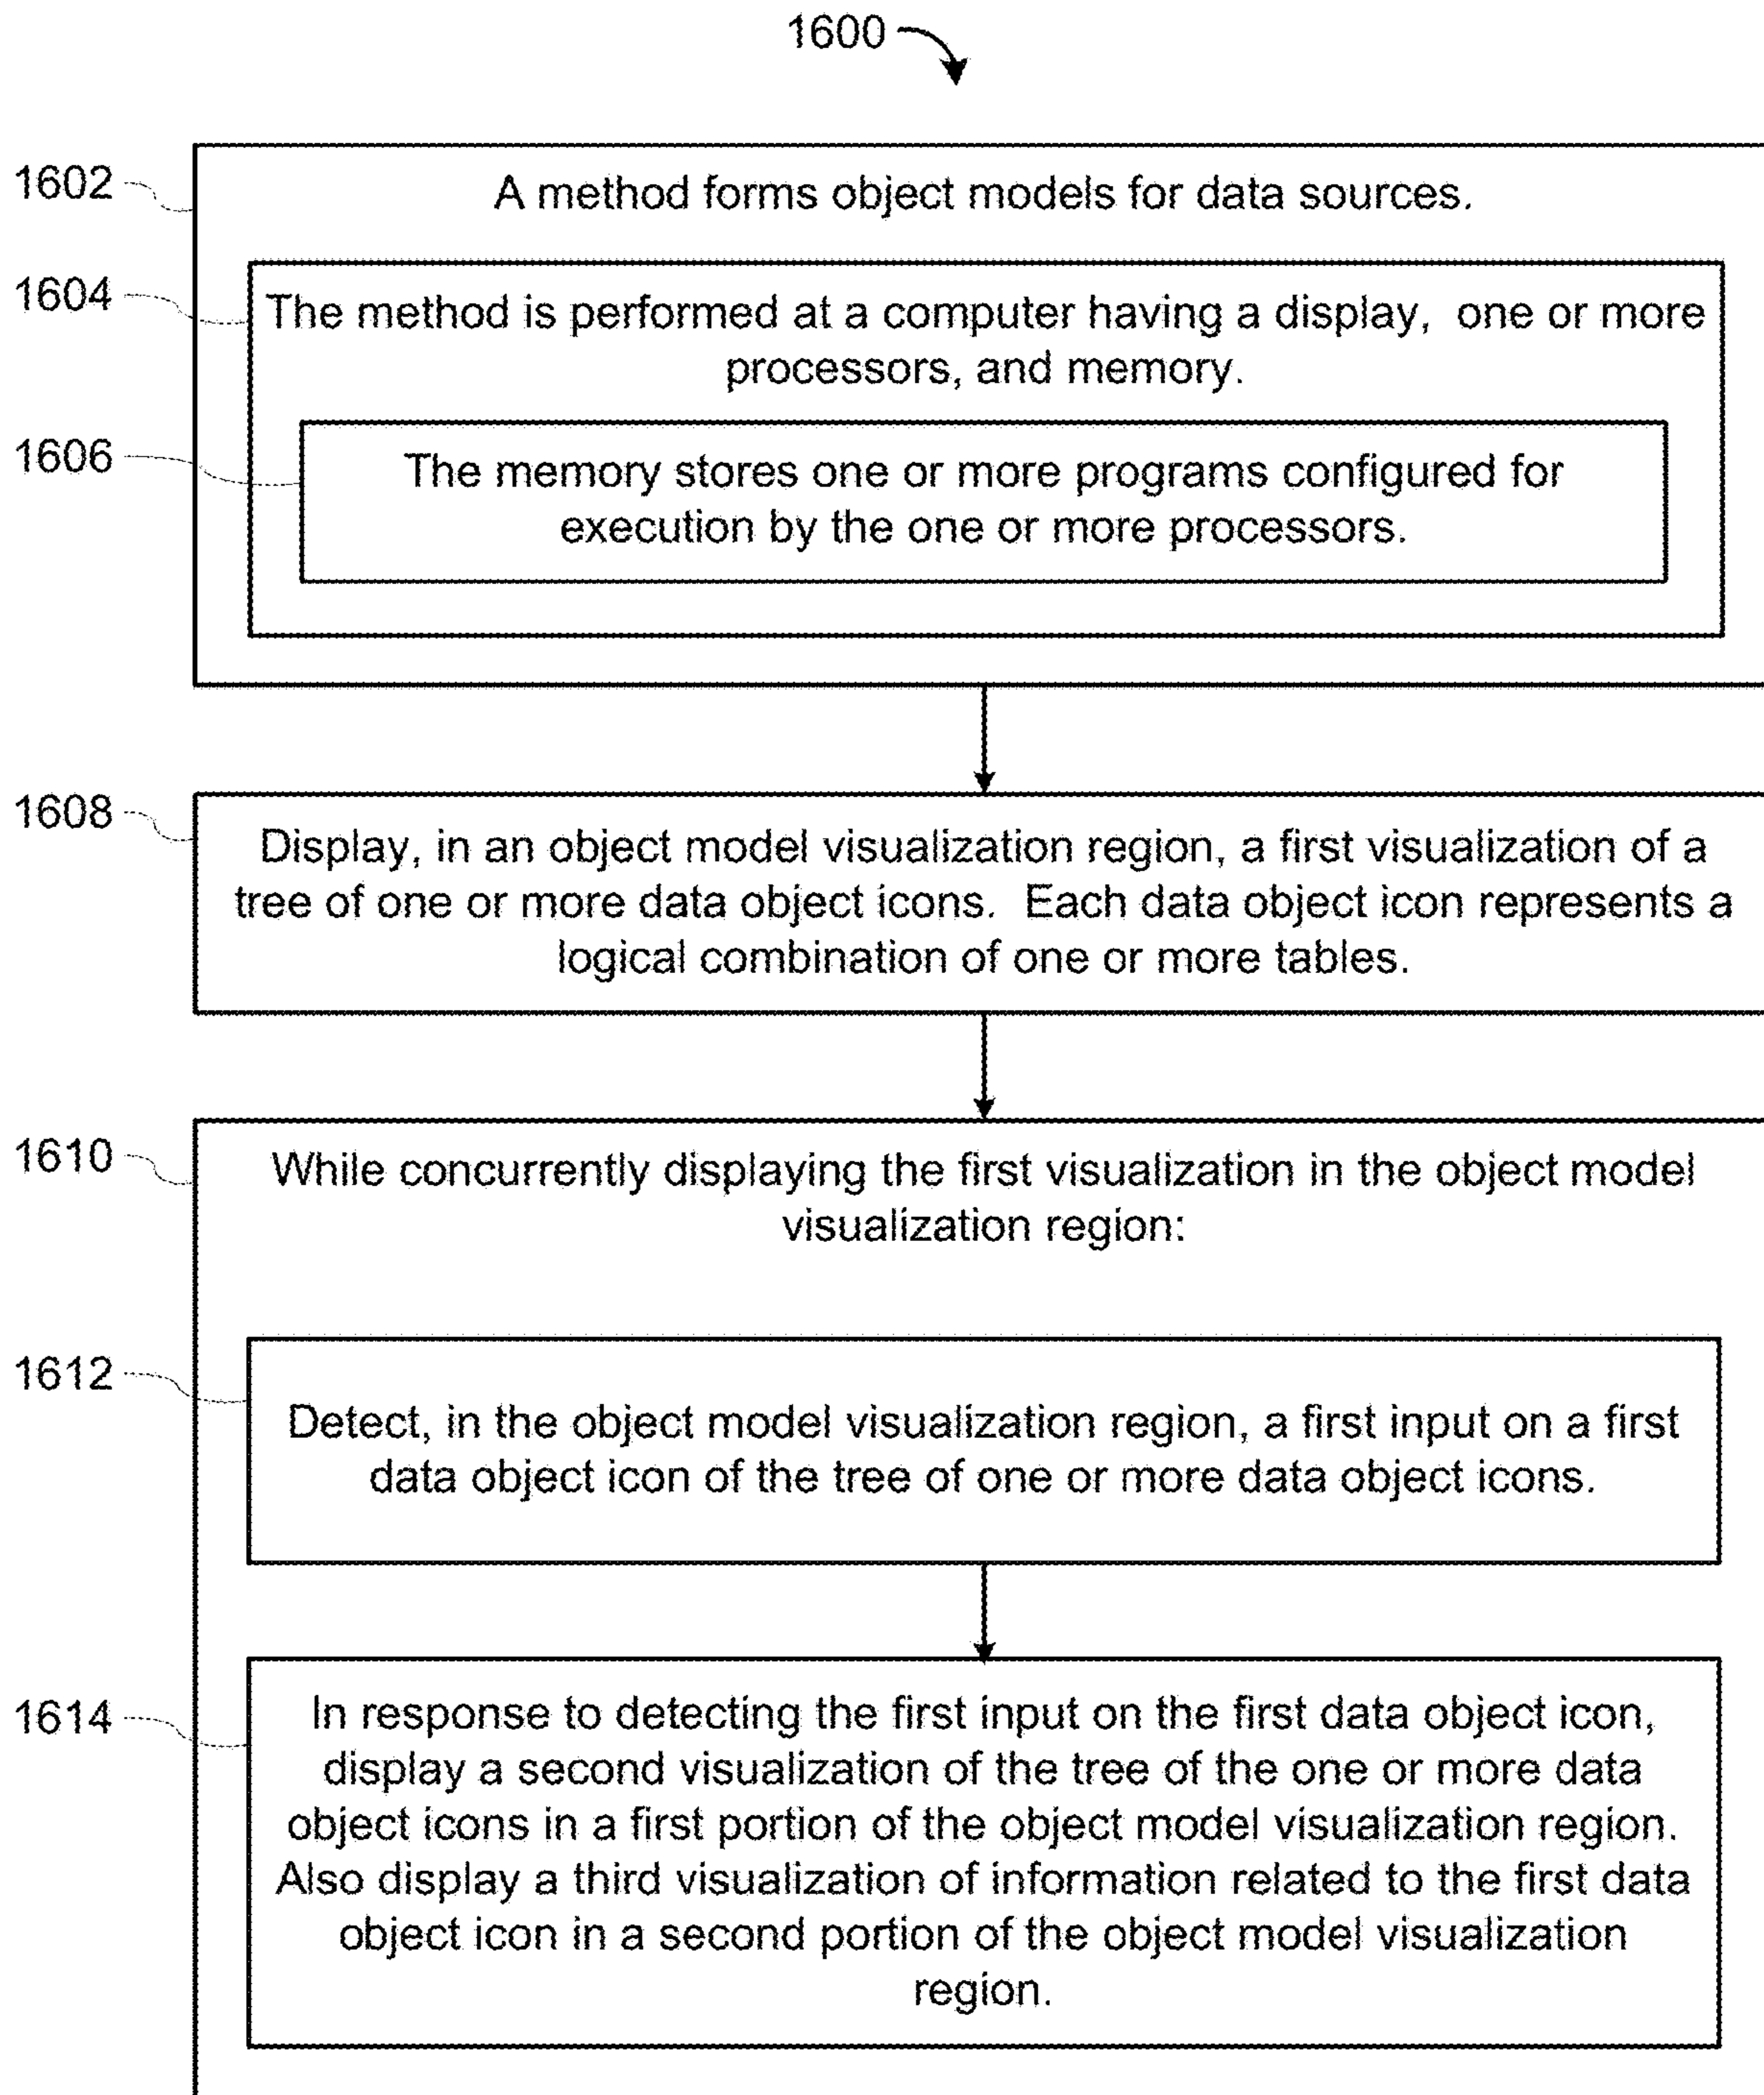 1600
1602
A method forms object models for data sources.
1604
The method is performed at a computer having a display, one or more
processors, and memory.
1606
The memory stores one or more programs configured for
execution by the one or more processors.
1608
Display, in an object model visualization region, a first visualization of a
tree of one or more data object icons. Each data object icon represents a
logical combination of one or more tables.
1610
While concurrently displaying the first visualization in the object model
visualization region:
1612
Detect, in the object model visualization region, a first input on a first
data object icon of the tree of one or more data object icons.
1614
In response to detecting the first input on the first data object icon,
display a second visualization of the tree of the one or more data
object icons in a first portion of the object model visualization region.
Also display a third visualization of information related to the first data
object icon in a second portion of the object model visualization
region.